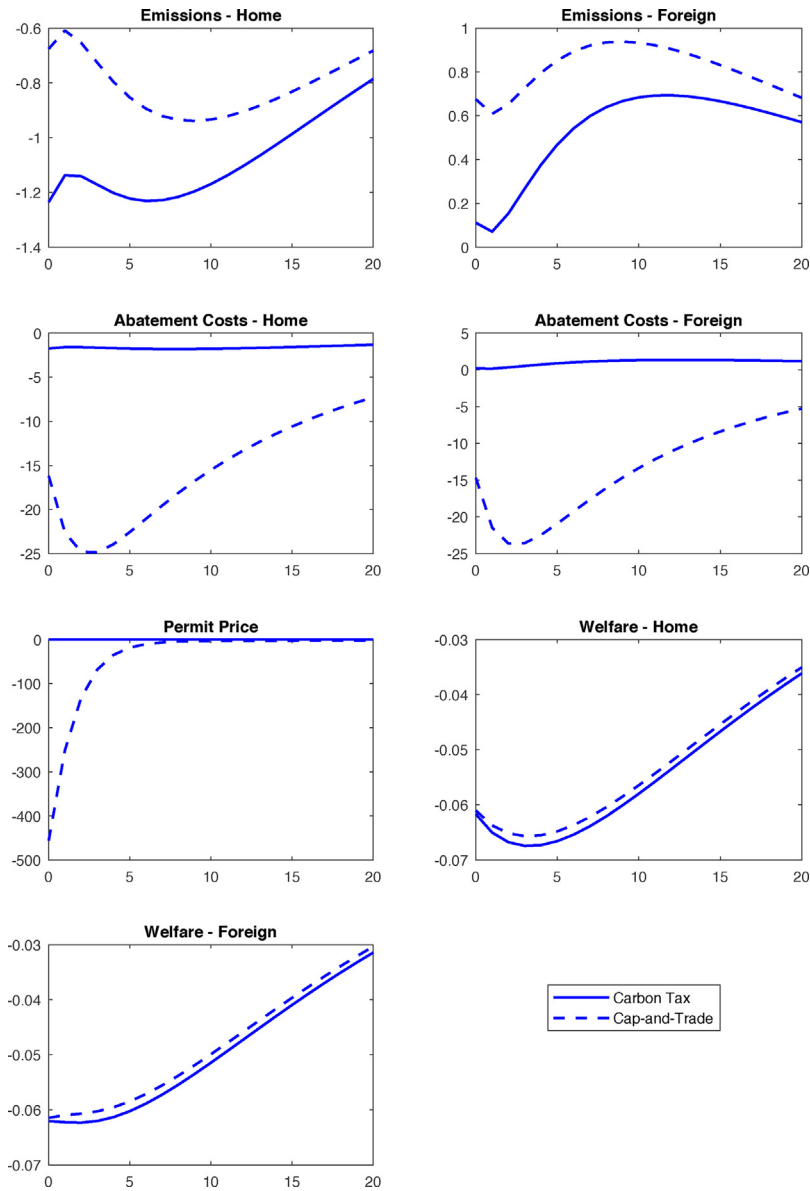 Emissions - Home
-0.6
-0.8
-1
-1.2
-1.4
0 5 10 15 20
Emissions - Foreign
1
0.8
0.6
0.4
0.2
0
0 5 10 15 20
Abatement Costs - Home
0
-5
-10
-15
-20
-25
0 5 10 15 20
Abatement Costs - Foreign
5
0
-5
-10
-15
-20
-25
0 5 10 15 20
Permit Price
0
-100
-200
-300
-400
-500
0 5 10 15 20
Welfare - Home
-0.03
-0.04
-0.05
-0.06
-0.07
0 5 10 15 20
Welfare - Foreign
-0.03
-0.04
-0.05
-0.06
-0.07
0 5 10 15 20
Carbon Tax
Cap-and-Trade